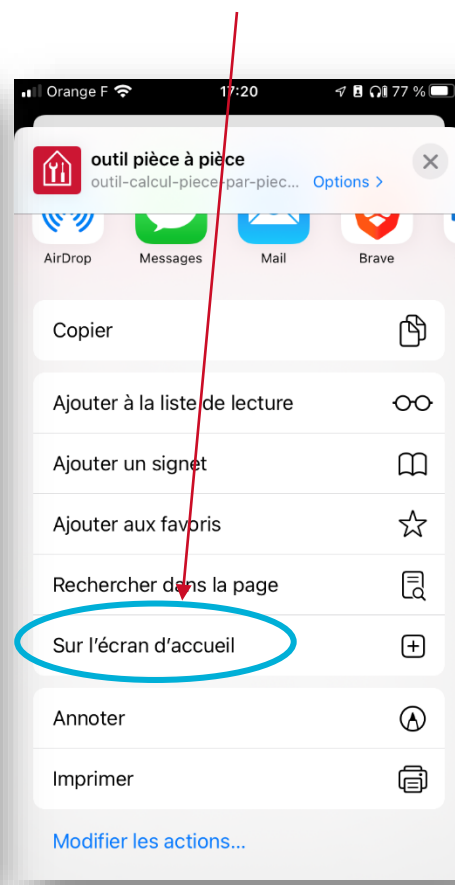 Orange F 17:20 77 %
outil pièce à pièce
outil-calcul-piece-par-piec... Options >
AirDrop Messages Mail Brave
Copier
Ajouter à la liste de lecture
Ajouter un signet
Ajouter aux favoris
Rechercher dans la page
Sur l'écran d'accueil
Annoter
Imprimer
Modifier les actions...